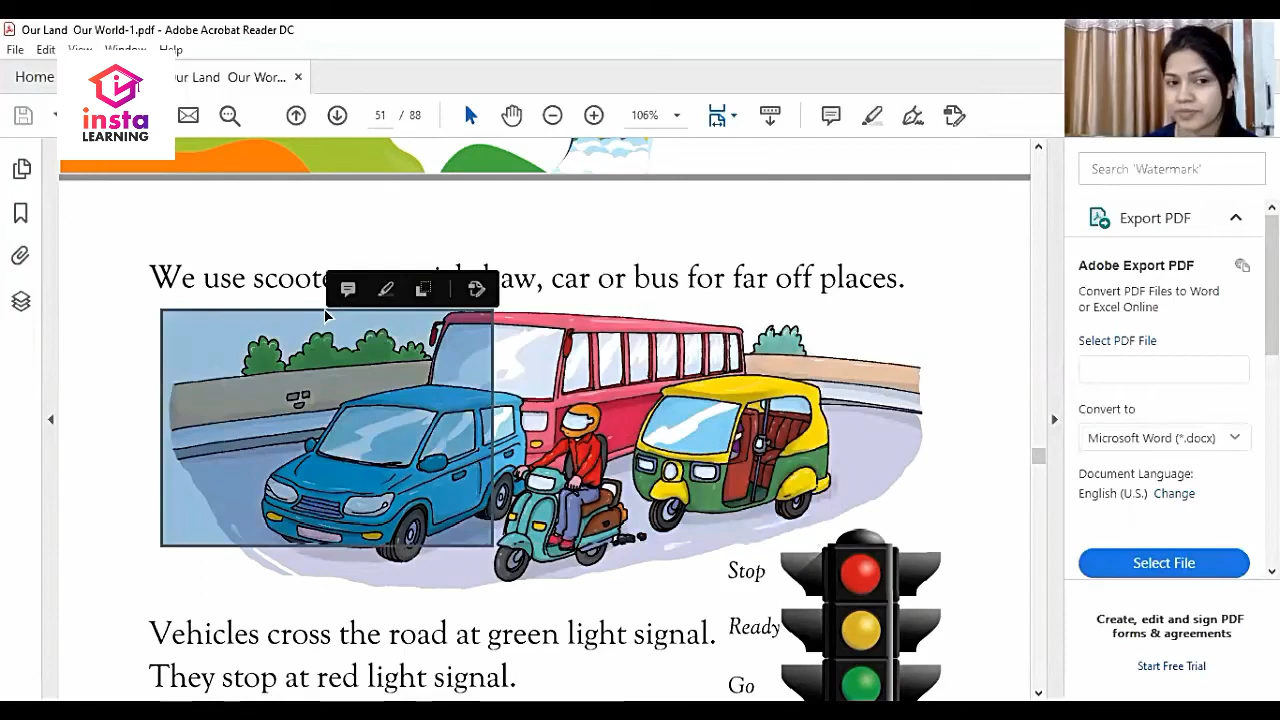 Our Land Our World-1.pdf - Adobe Acrobat Reader DC
File Edit View Window Help
Home
ur Land Our Wor... ×
insta
LEARNING
51 / 88
106%
Search 'Watermark'
Export PDF
Adobe Export PDF
Convert PDF Files to Word
or Excel Online
Select PDF File
Convert to
Microsoft Word (*.docx)
Document Language:
English (U.S.) Change
Select File
Create, edit and sign PDF
forms & agreements
Start Free Trial
We use car or bus for far off places.
Stop
Ready
Go
Vehicles cross the road at green light signal.
They stop at red light signal.